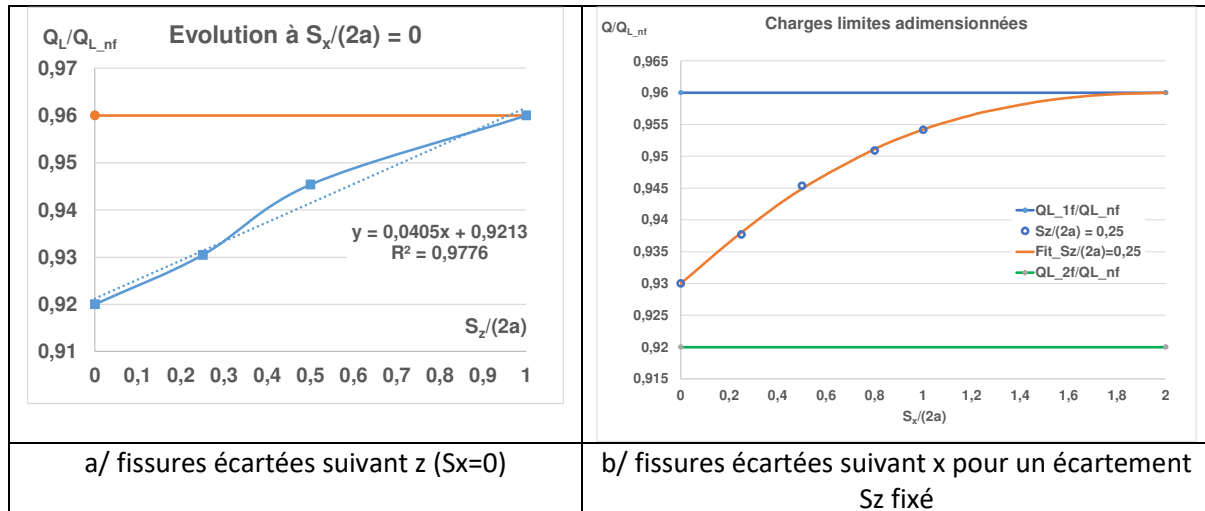 Evolution à Sx/(2a) = 0
QL/QL_nf
0,97
0,96
0,95
0,94
0,93
0,92
0,91
y = 0,0405x + 0,9213
R² = 0,9776
Sz/(2a)
0 0,1 0,2 0,3 0,4 0,5 0,6 0,7 0,8 0,9 1
Charges limites adimensionnées
Q/QL_nf
0,965
0,96
0,955
0,95
0,945
0,94
0,935
0,93
0,925
0,92
0,915
QL_1f/QL_nf
Sz/(2a) = 0,25
Fit_Sz/(2a)=0,25
QL_2f/QL_nf
0 0,2 0,4 0,6 0,8 1 1,2 1,4 1,6 1,8 2
Sx/(2a)
a/ fissures écartées suivant z (Sx=0)
b/ fissures écartées suivant x pour un écartement
Sz fixé